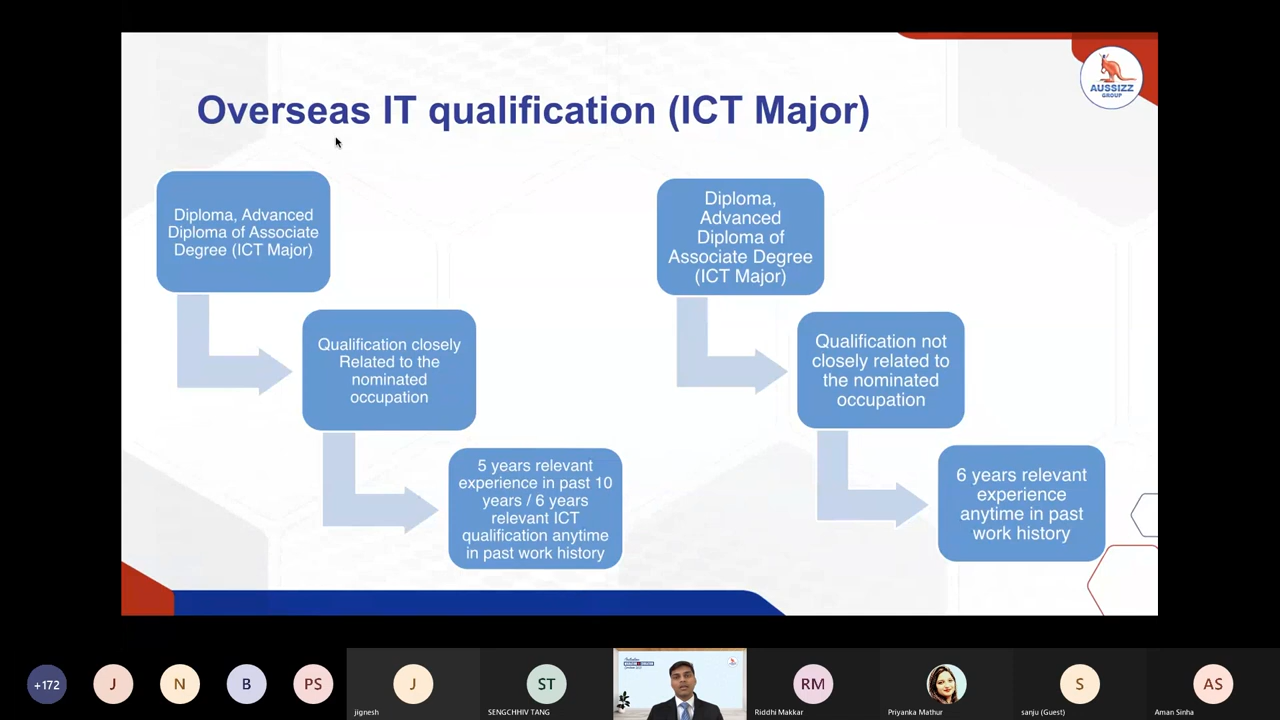 AUSSIZZ
GROUP
Overseas IT qualification (ICT Major)
Diploma, Advanced
Diploma of Associate
Degree (ICT Major)
Qualification closely
Related to the
nominated
occupation
5 years relevant
experience in past 10
years / 6 years
relevant ICT
qualification anytime
in past work history
Diploma,
Advanced
Diploma of
Associate Degree
(ICT Major)
Qualification not
closely related to
the nominated
occupation
6 years relevant
experience
anytime in past
work history
+172
J
N
B
PS
J
jignesh
ST
SENGCHHIV TANG
RM
Riddhi Makkar
Priyanka Mathur
S
sanju (Guest)
AS
Aman Sinha